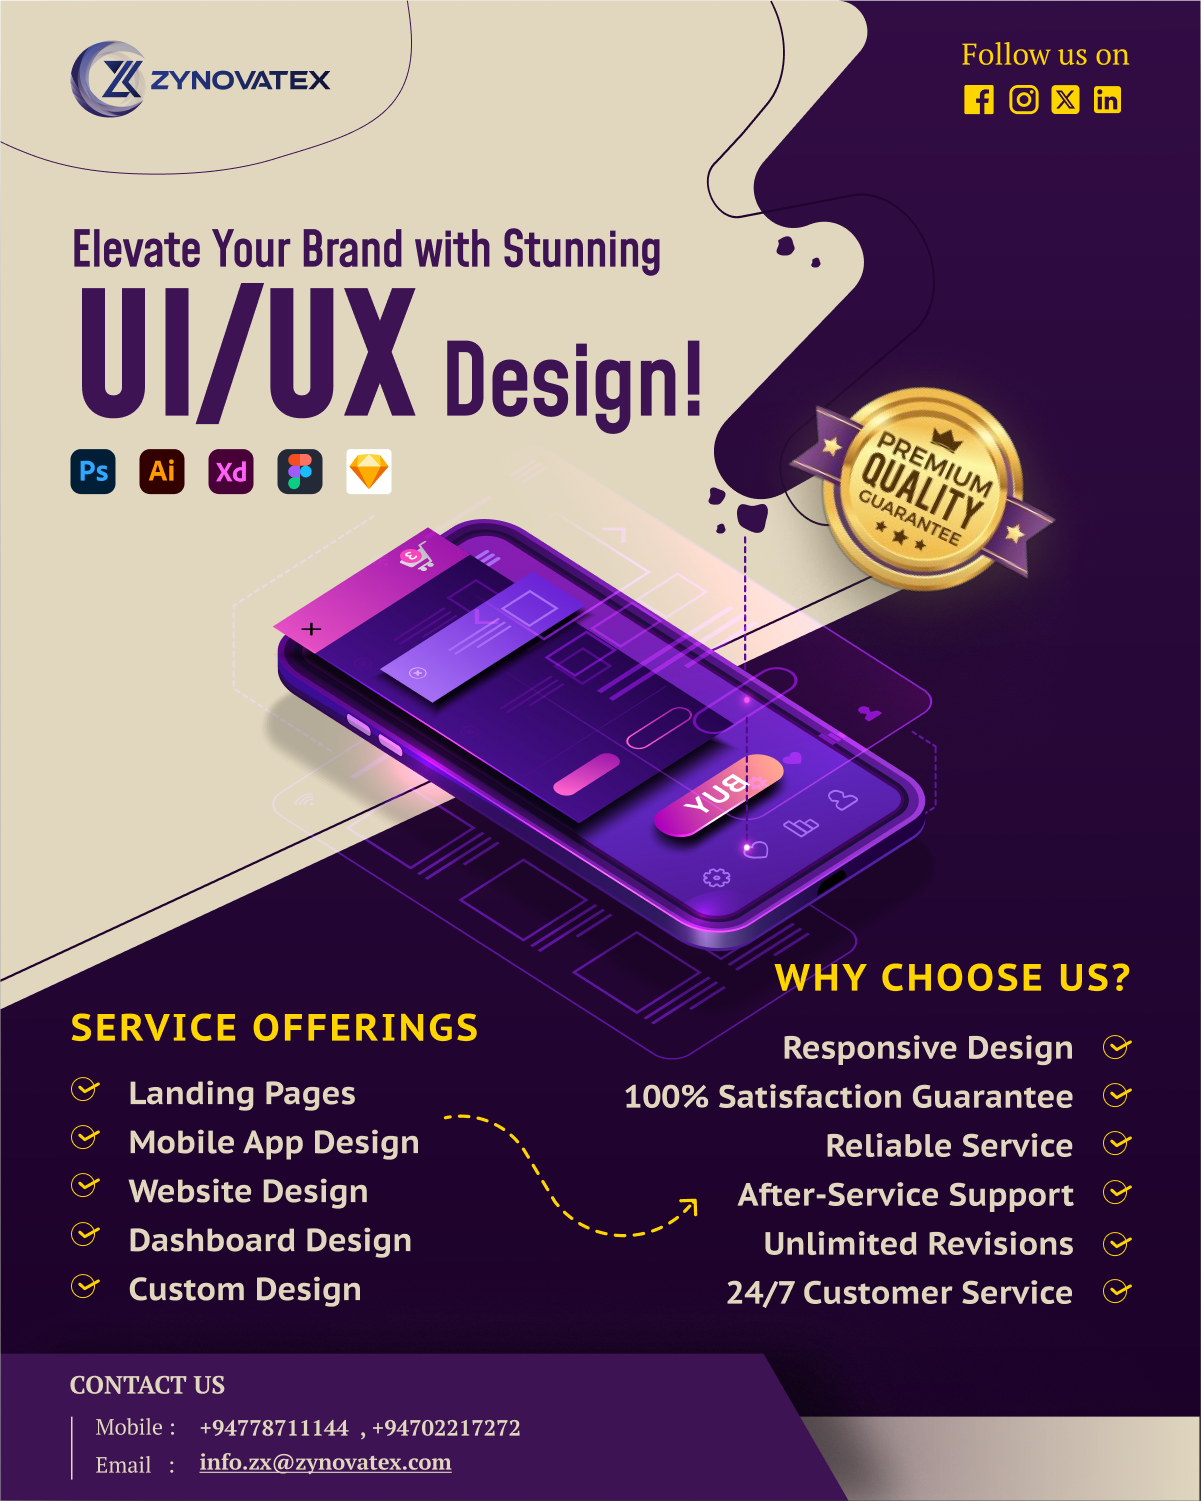 ZYNOVATEX
Follow us on
Elevate Your Brand with Stunning
UI/UX Design!
Ps Ai Xd
PREMIUM
QUALITY
GUARANTEE
3
BUY
WHY CHOOSE US?
Responsive Design
100% Satisfaction Guarantee
Reliable Service
After-Service Support
Unlimited Revisions
24/7 Customer Service
SERVICE OFFERINGS
Landing Pages
Mobile App Design
Website Design
Dashboard Design
Custom Design
CONTACT US
Mobile : +94778711144 , +94702217272
Email : info.zx@zynovatex.com